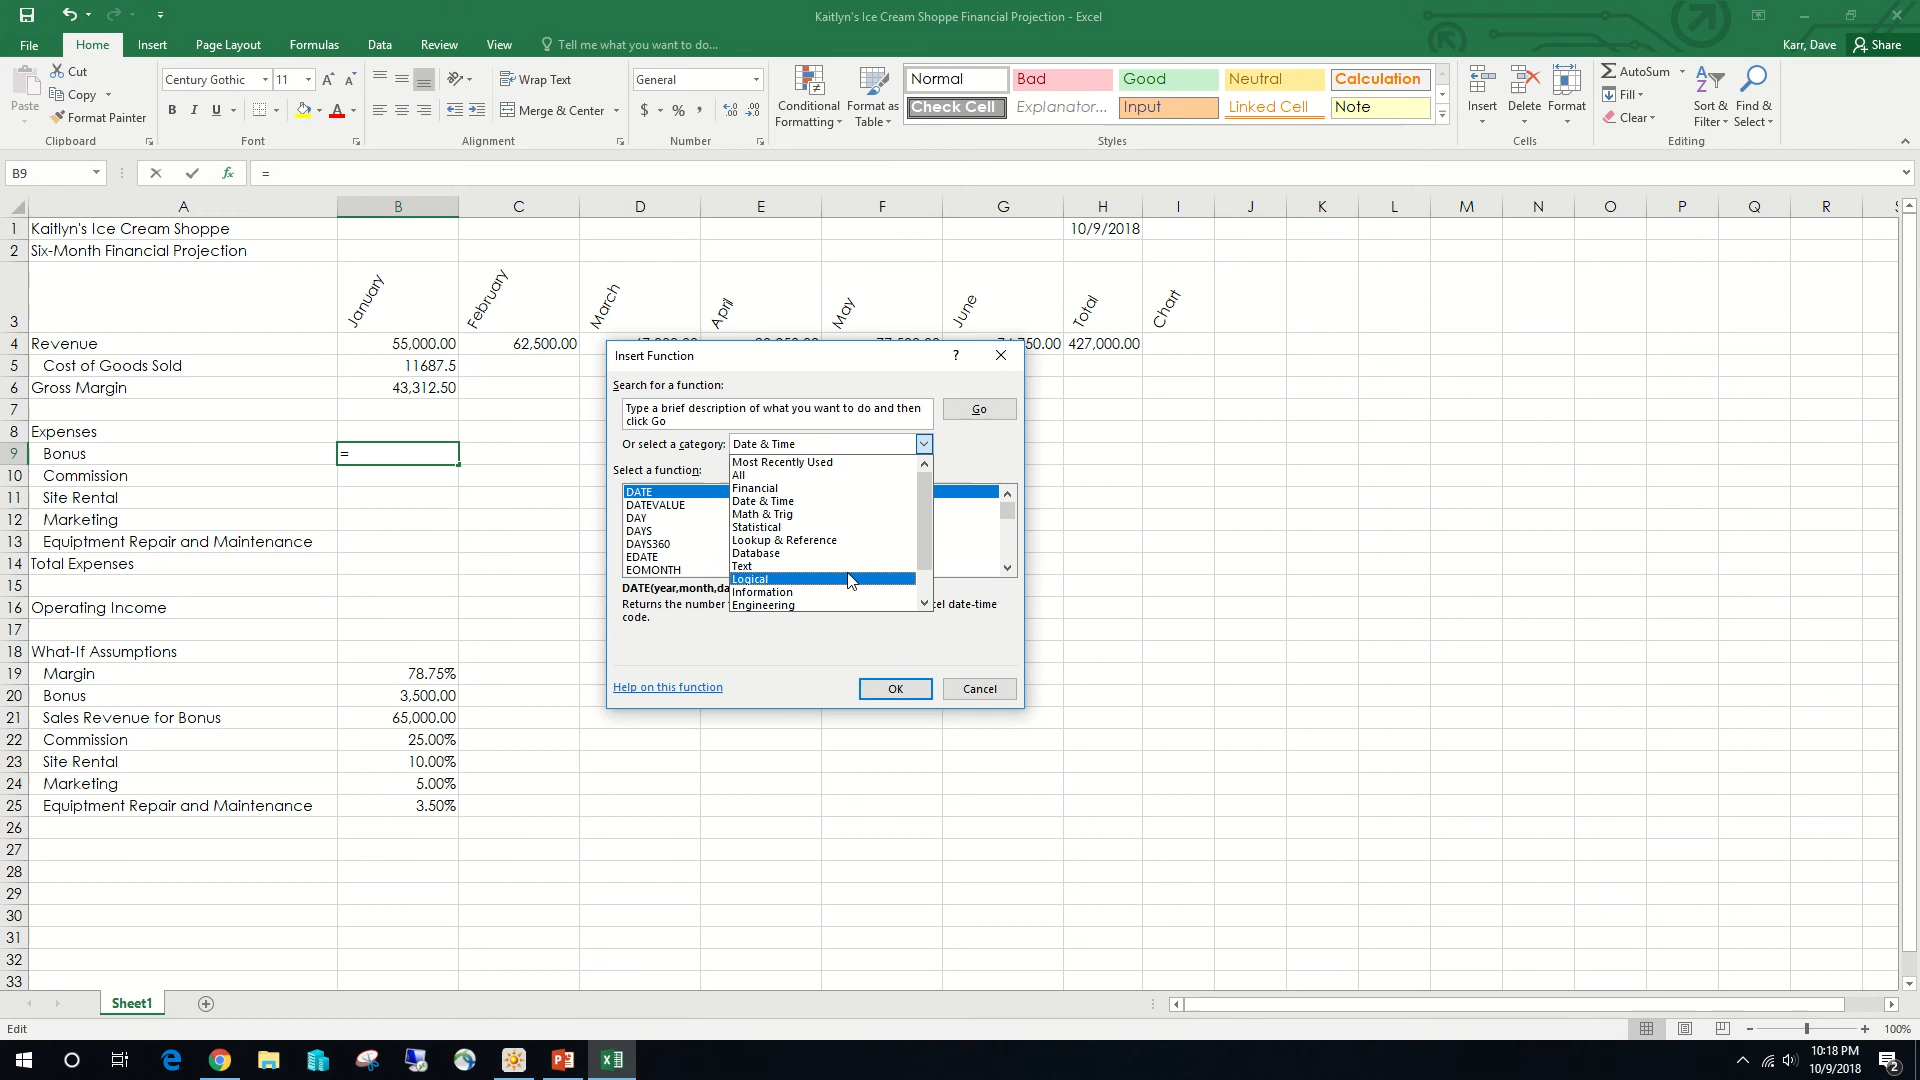 Kaitlyn's Ice Cream Shoppe Financial Projection - Excel
File Home Insert Page Layout Formulas Data Review View Tell me what you want to do... Karr, Dave Share
Paste Cut Copy Format Painter
Century Gothic 11
B I U A
Wrap Text
Merge & Center
General
$ % ,
Conditional Formatting Format as Table
Normal Bad Good Neutral Calculation
Check Cell Explanator... Input Linked Cell Note
Insert Delete Format
AutoSum
Fill
Clear
Sort & Filter Find & Select
Clipboard Font Alignment Number Styles Cells Editing
B9 fx =
A B C D E F G H I J K L M N O P Q R
1 Kaitlyn's Ice Cream Shoppe 10/9/2018
2 Six-Month Financial Projection
3 January February March April May June Total Chart
4 Revenue 55,000.00 62,500.00 427,000.00
5 Cost of Goods Sold 11687.5
6 Gross Margin 43,312.50
7
8 Expenses
9 Bonus =
10 Commission
11 Site Rental
12 Marketing
13 Equiptment Repair and Maintenance
14 Total Expenses
15
16 Operating Income
17
18 What-If Assumptions
19 Margin 78.75%
20 Bonus 3,500.00
21 Sales Revenue for Bonus 65,000.00
22 Commission 25.00%
23 Site Rental 10.00%
24 Marketing 5.00%
25 Equiptment Repair and Maintenance 3.50%
26
27
28
29
30
31
32
33
Insert Function ?
Search for a function:
Type a brief description of what you want to do and then
click Go
Go
Or select a category: Date & Time
Most Recently Used
All
Financial
Date & Time
Math & Trig
Statistical
Lookup & Reference
Database
Text
Logical
Information
Engineering
Select a function:
DATE
DATEVALUE
DAY
DAYS
DAYS360
EDATE
EOMONTH
DATE(year,month,da
Returns the number cel date-time
code.
Help on this function OK Cancel
Sheet1
Edit 100%
10:18 PM
10/9/2018
2